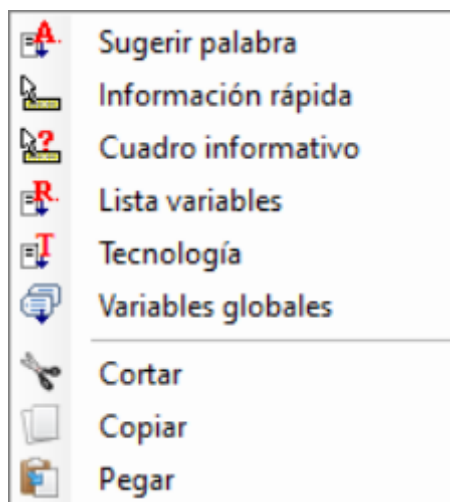 Sugerir palabra
Información rápida
Cuadro informativo
Lista variables
Tecnología
Variables globales
Cortar
Copiar
Pegar